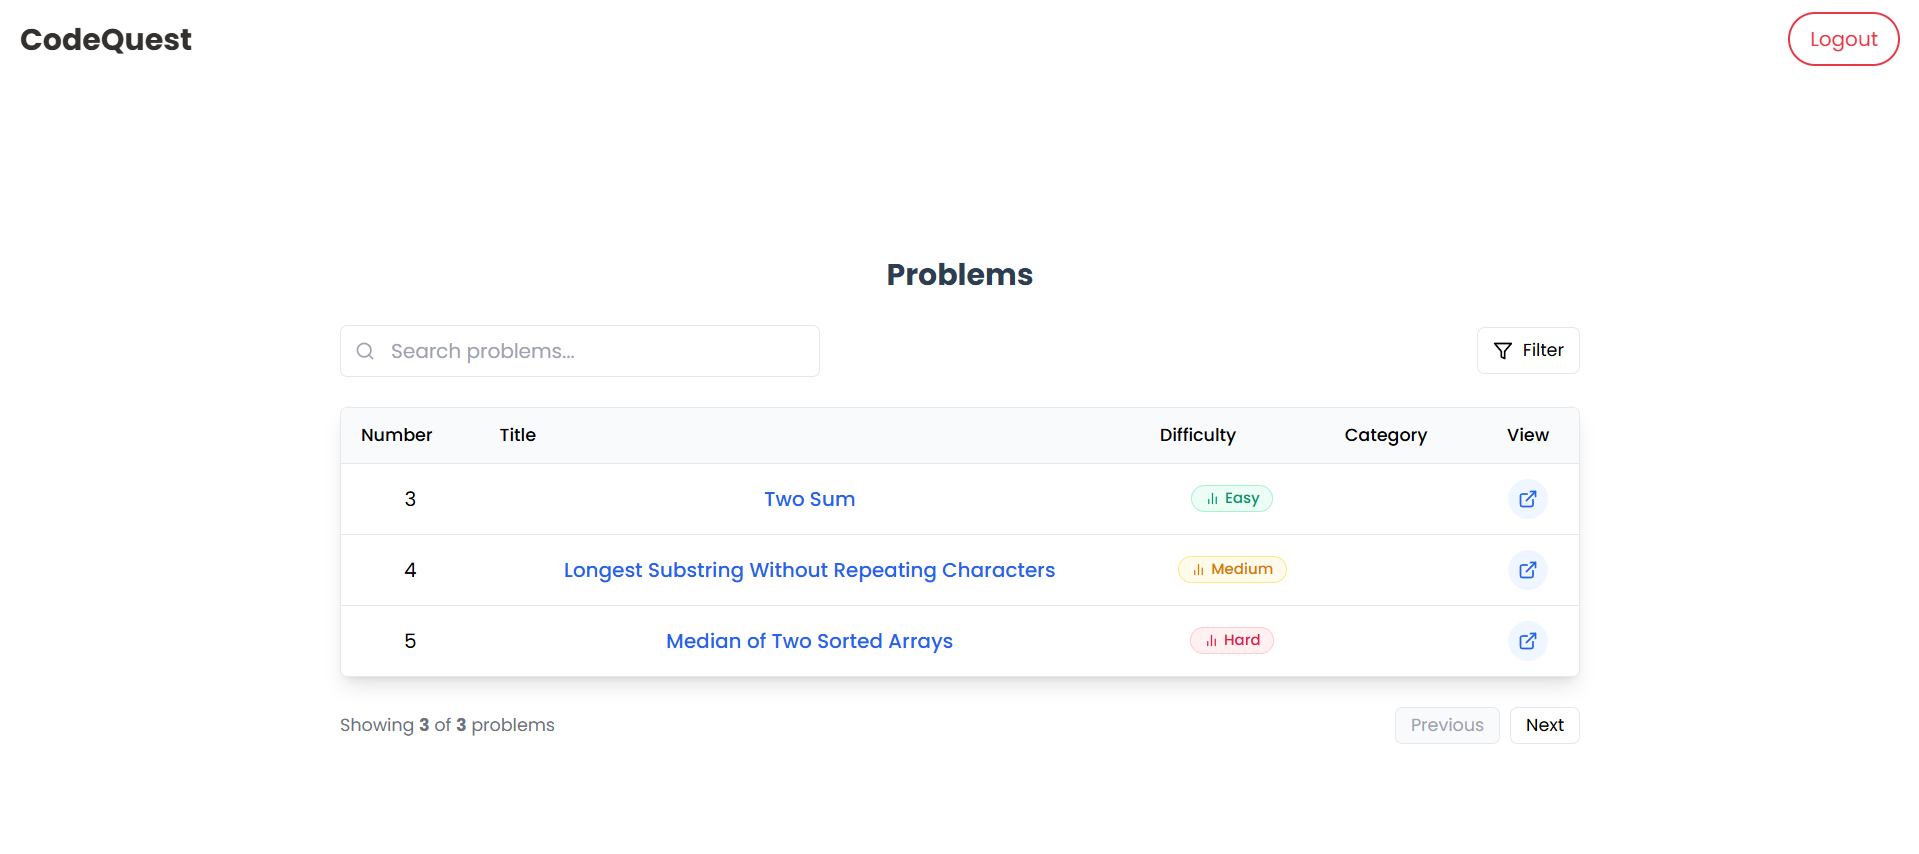 CodeQuest
Logout
Problems
Search problems...
Filter
Number Title Difficulty Category View
3 Two Sum Easy
4 Longest Substring Without Repeating Characters Medium
5 Median of Two Sorted Arrays Hard
Showing 3 of 3 problems
Previous Next